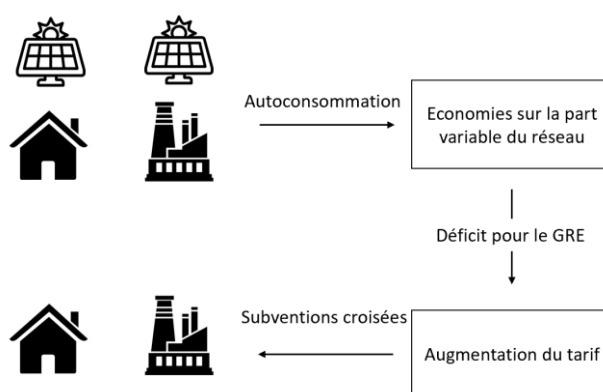 Autoconsommation
Economies sur la part
variable du réseau
Déficit pour le GRE
Subventions croisées
Augmentation du tarif